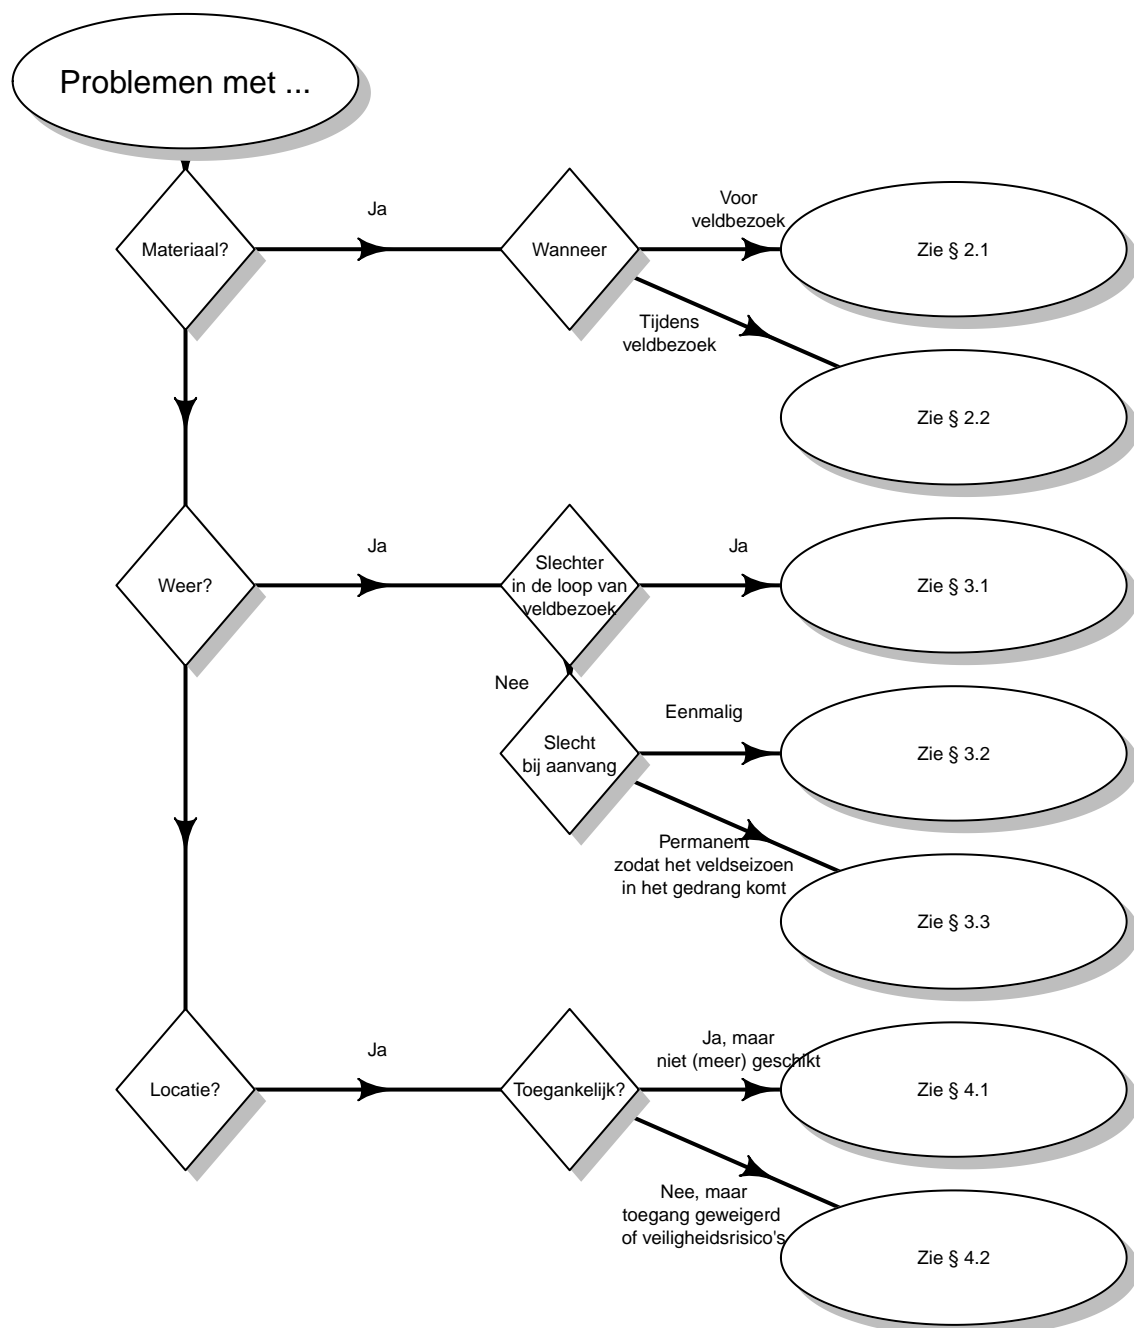 Problemen met ...
Materiaal?
Ja
Wanneer
Voor
veldbezoek
Zie § 2.1
Tijdens
veldbezoek
Zie § 2.2
Weer?
Ja
Slechter
in de loop van
veldbezoek
Ja
Zie § 3.1
Nee
Slecht
bij aanvang
Eenmalig
Zie § 3.2
Permanent
zodat het veldseizoen
in het gedrang komt
Zie § 3.3
Locatie?
Ja
Toegankelijk?
Ja, maar
niet (meer) geschikt
Zie § 4.1
Nee, maar
toegang geweigerd
of veiligheidsrisico's
Zie § 4.2